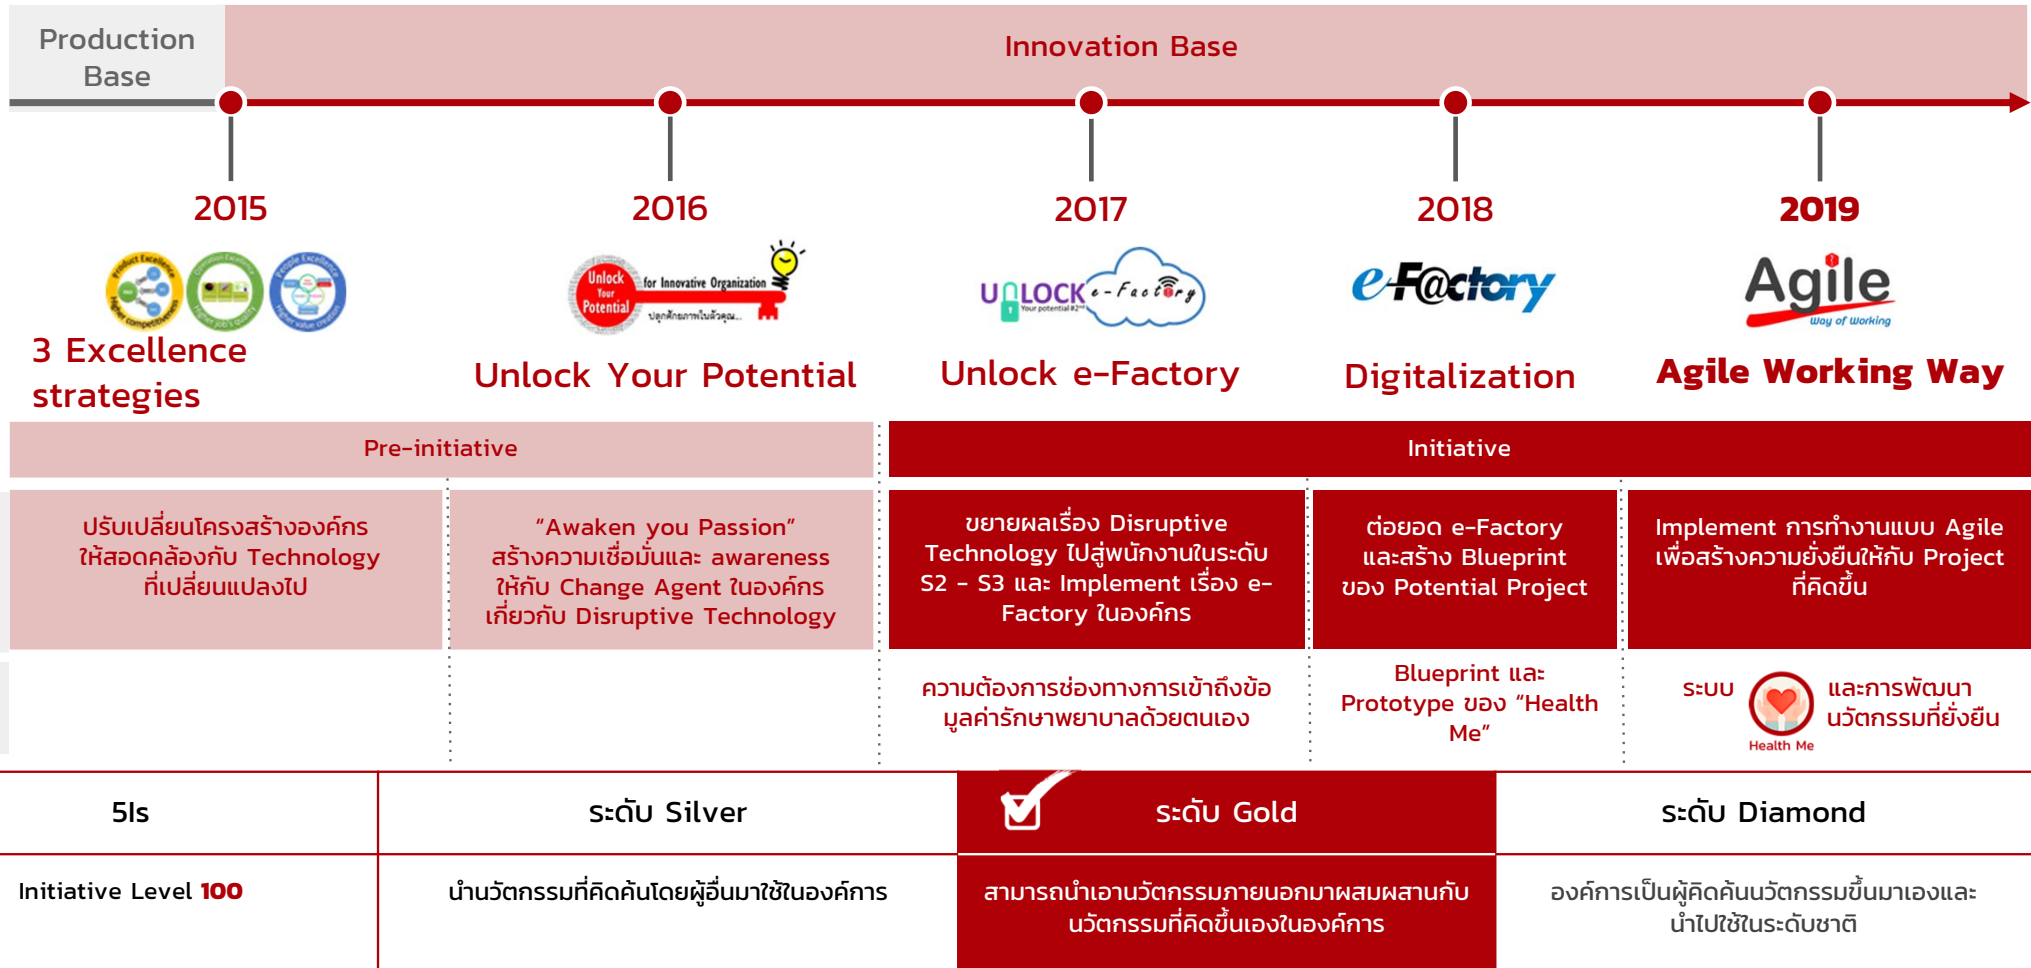 Production
Base
Innovation Base
2015
2016
2017
2018
2019
Product Excellence
Higher competitiveness
Operation Excellence
Higher job's quality
People Excellence
Higher value creation
Unlock
Your
Potential
for Innovative Organization
ปลุกศักยภาพในตัวคุณ...
UNLOCK
Your potential #2
e-Factory
e-F@ctory
Agile
Way of Working
3 Excellence
strategies
Unlock Your Potential
Unlock e-Factory
Digitalization
Agile Working Way
Pre-initiative
Initiative
ปรับเปลี่ยนโครงสร้างองค์กร
ให้สอดคล้องกับ Technology
ที่เปลี่ยนแปลงไป
“Awaken you Passion”
สร้างความเชื่อมั่นและ awareness
ให้กับ Change Agent ในองค์กร
เกี่ยวกับ Disruptive Technology
ขยายผลเรื่อง Disruptive
Technology ไปสู่พนักงานในระดับ
S2 - S3 และ Implement เรื่อง e-
Factory ในองค์กร
ต่อยอด e-Factory
และสร้าง Blueprint
ของ Potential Project
Implement การทำงานแบบ Agile
เพื่อสร้างความยั่งยืนให้กับ Project
ที่คิดขึ้น
ความต้องการช่องทางการเข้าถึงข้อ
มูลค่ารักษาพยาบาลด้วยตนเอง
Blueprint และ
Prototype ของ “Health
Me”
ระบบ
Health Me
และการพัฒนา
นวัตกรรมที่ยั่งยืน
5Is
ระดับ Silver
ระดับ Gold
ระดับ Diamond
Initiative Level 100
นำนวัตกรรมที่คิดค้นโดยผู้อื่นมาใช้ในองค์การ
สามารถนำเอานวัตกรรมภายนอกมาผสมผสานกับ
นวัตกรรมที่คิดขึ้นเองในองค์การ
องค์การเป็นผู้คิดค้นนวัตกรรมขึ้นมาเองและ
นำไปใช้ในระดับชาติ